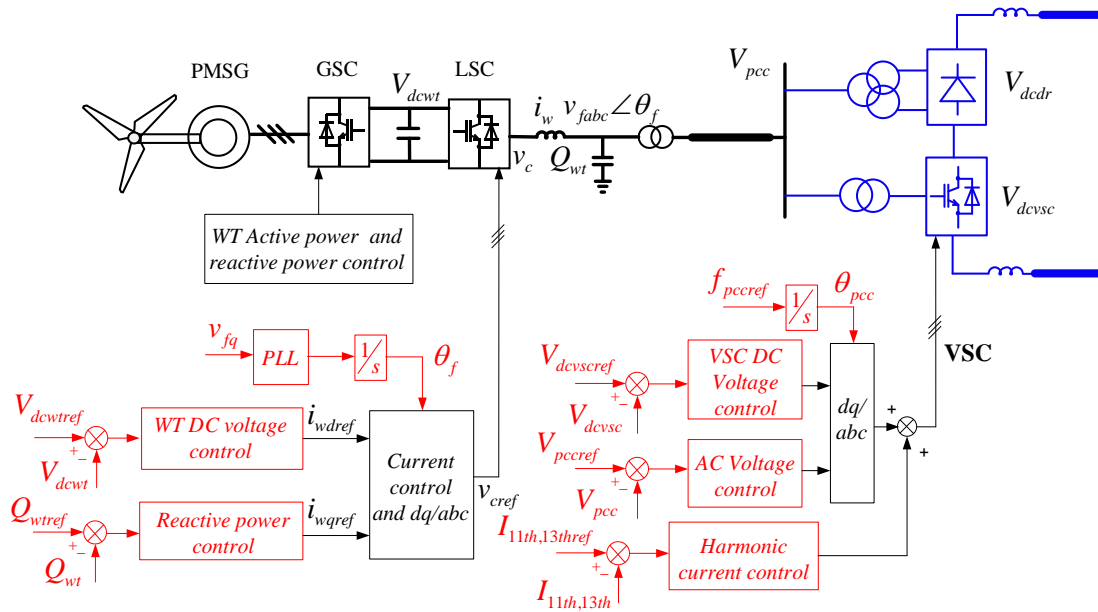 PMSG
GSC
V_dcwt
LSC
i_w
v_fabc∠θ_f
v_c
Q_wt
V_pcc
V_dcdr
V_dcvsc
WT Active power and
reactive power control
f_pccref
1/s
θ_pcc
VSC
v_fq
PLL
1/s
θ_f
V_dcvscref
+
−
V_dcvsc
VSC DC
Voltage
control
dq/
abc
+
+
V_dcwtref
+
−
V_dcwt
WT DC voltage
control
i_wdref
Current
control
and dq/abc
v_cref
V_pccref
+
−
V_pcc
AC Voltage
control
Q_wtref
+
−
Q_wt
Reactive power
control
i_wqref
I_11th,13thref
+
−
I_11th,13th
Harmonic
current control